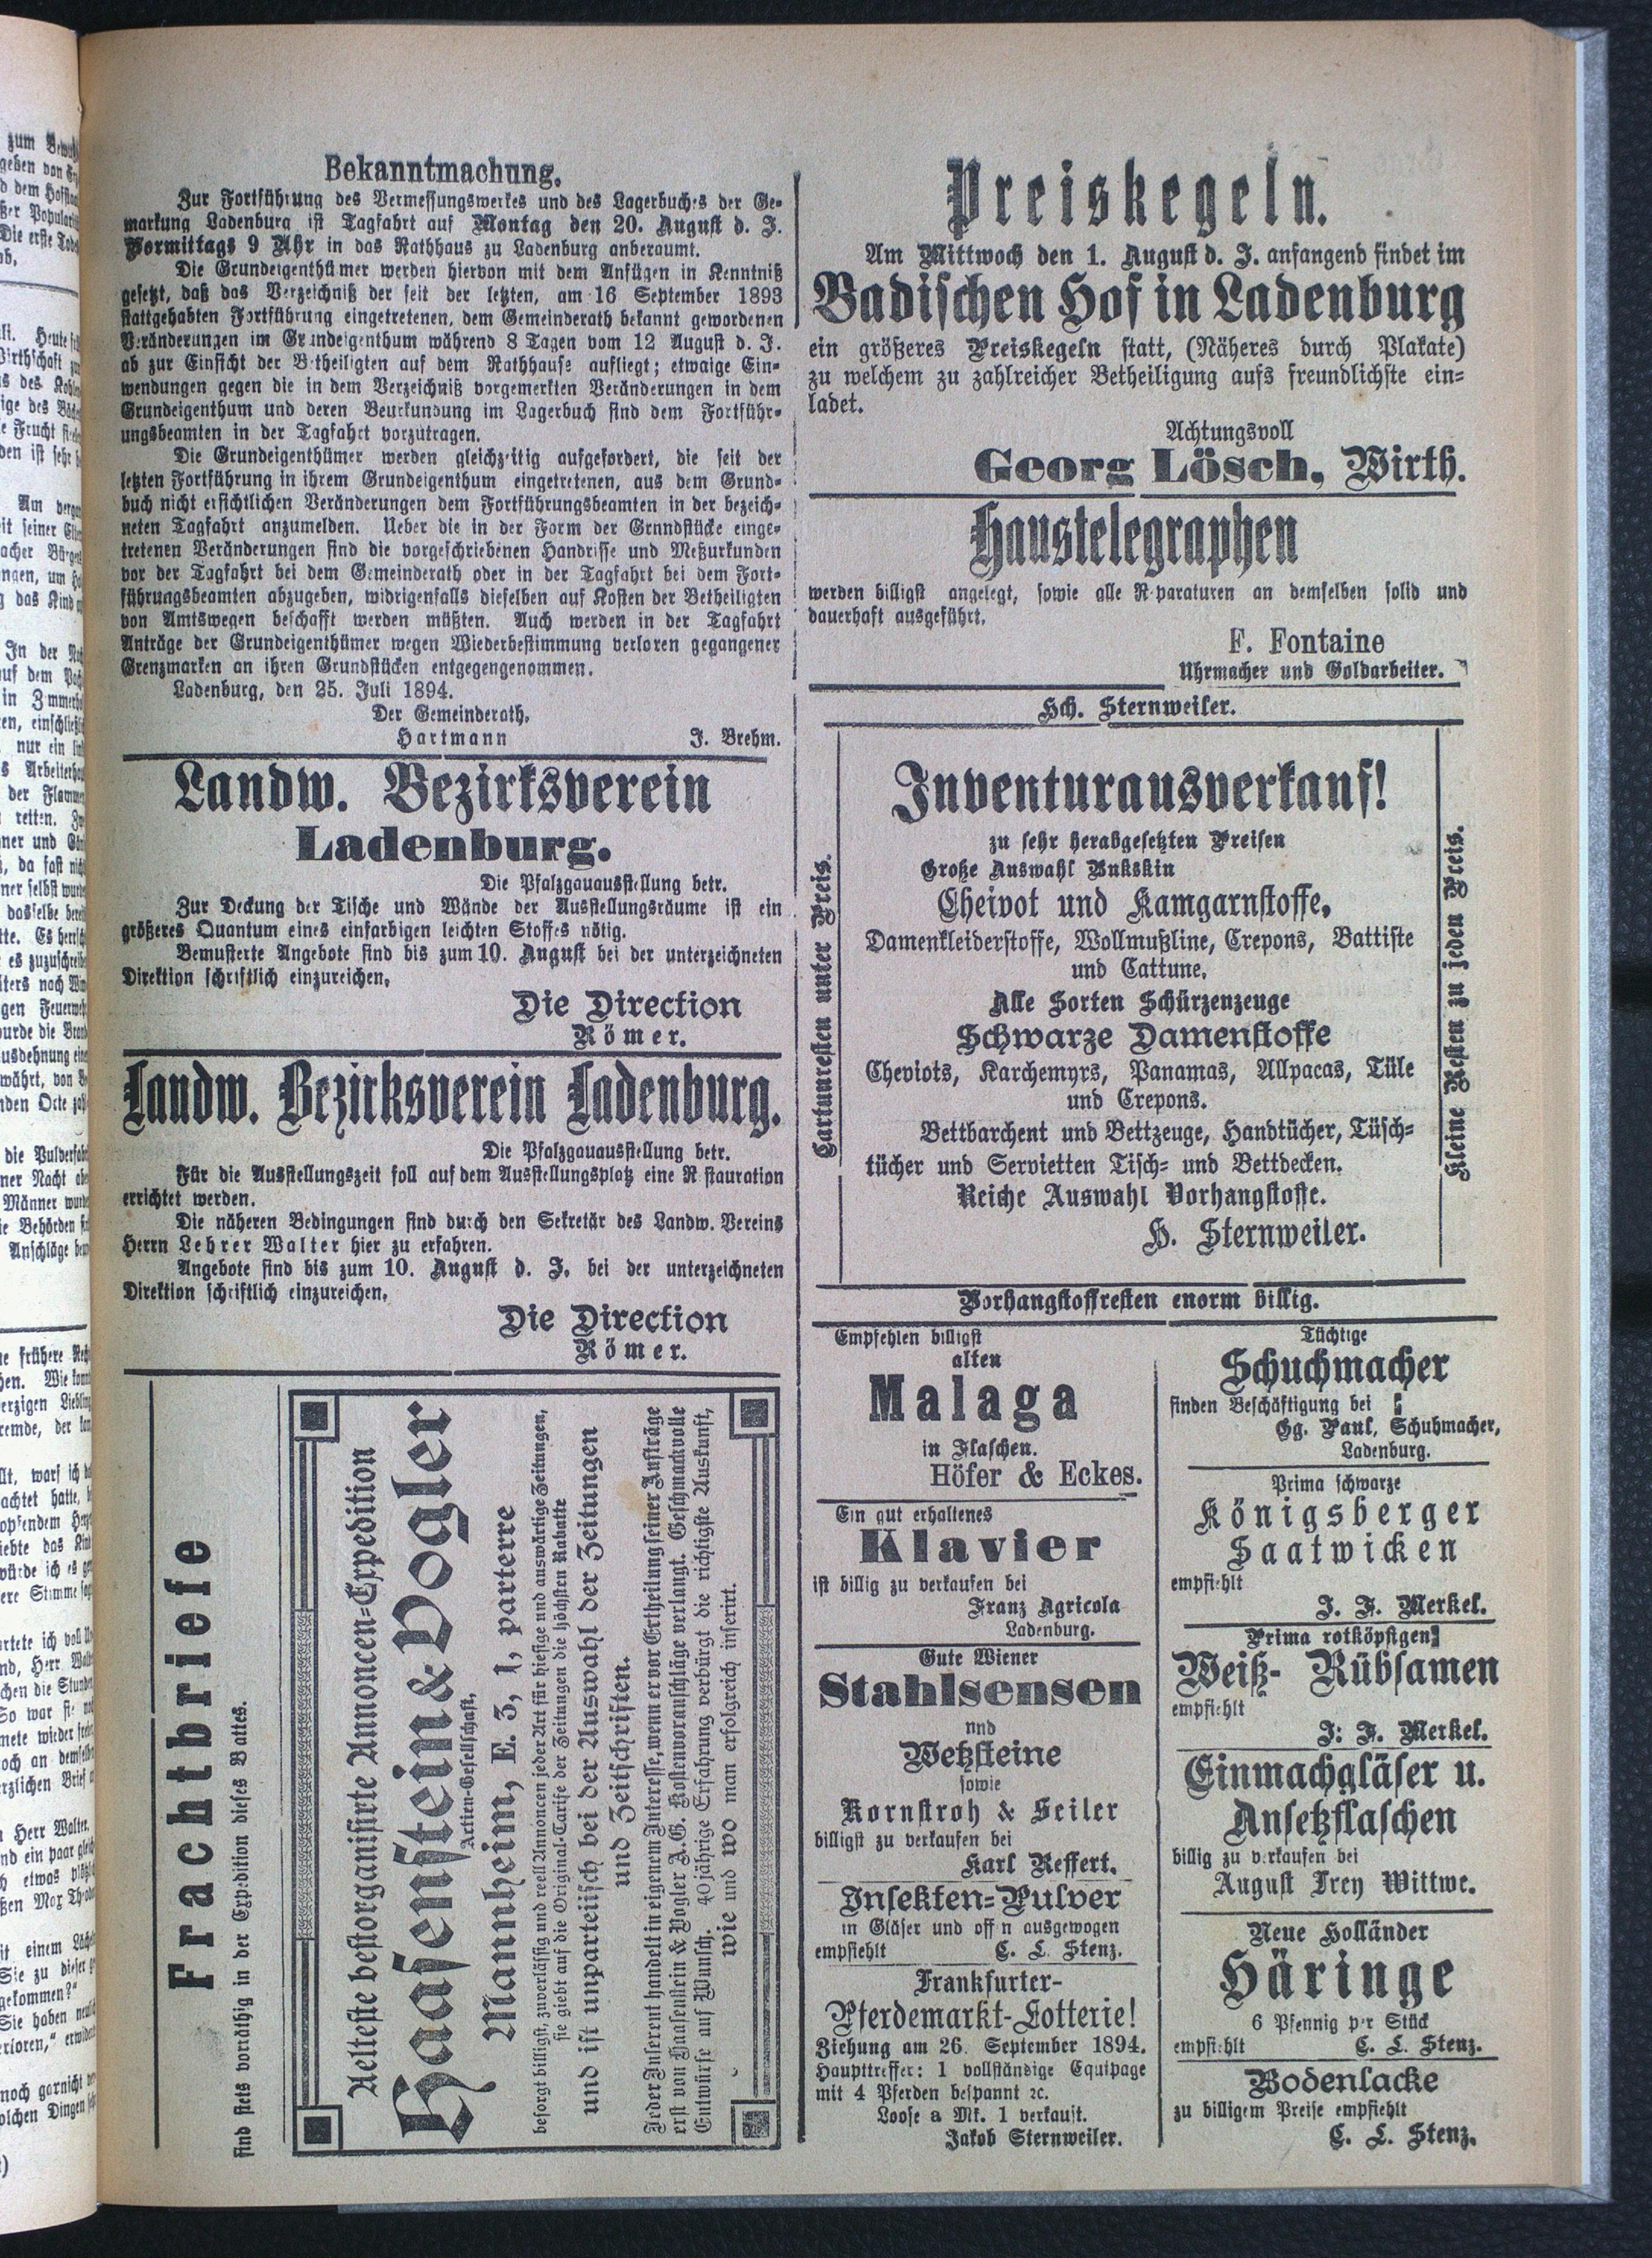 Bekanntmachung.
Zur Fortführung des Vermessungswerkes und des Lagerbuches der Ge-
markung Ladenburg ist Tagfahrt auf Montag den 20. August d. J.
Vormittags 9 Uhr in das Rathhaus zu Ladenburg anberaumt.
Die Grundeigenthümer werden hiervon mit dem Anfügen in Kenntniß
gesetzt, daß das Verzeichniß der seit der letzten, am 16 September 1893
stattgehabten Fortführung eingetretenen, dem Gemeinderath bekannt gewordenen
Veränderungen im Grundeigenthum während 8 Tagen vom 12 August d. J.
ab zur Einsicht der Betheiligten auf dem Rathhause aufliegt; etwaige Ein-
wendungen gegen die in dem Verzeichniß vorgemerkten Veränderungen in dem
Grundeigenthum und deren Beurkundung im Lagerbuch sind dem Fortführ-
ungsbeamten in der Tagfahrt vorzutragen.
Die Grundeigenthümer werden gleichzeitig aufgefordert, die seit der
letzten Fortführung in ihrem Grundeigenthum eingetretenen, aus dem Grund-
buch nicht ersichtlichen Veränderungen dem Fortführungsbeamten in der bezeich-
neten Tagfahrt anzumelden. Ueber die in der Form der Grnndstücke einge-
tretenen Veränderungen sind die vorgeschriebenen Handrisse und Meßurkunden
vor der Tagfahrt bei dem Gemeinderath oder in der Tagfahrt bei dem Fort-
führungsbeamten abzugeben, widrigenfalls dieselben auf Kosten der Betheiligten
von Amtswegen beschafft werden müßten. Auch werden in der Tagfahrt
Anträge der Grundeigenthümer wegen Wiederbestimmung verloren gegangener
Grenzmarken an ihren Grundstücken entgegengenommen.
Ladenburg, den 25. Juli 1894.
Der Gemeinderath.
Hartmann J. Brehm.
Landw. Bezirksverein
Ladenburg.
Die Pfalzgauausstellung betr.
Zur Deckung der Tische und Wände der Ausstellungsräume ist ein
größeres Quantum eines einfarbigen leichten Stoffes nötig.
Bemusterte Angebote sind bis zum 10. August bei der unterzeichneten
Direktion schriftlich einzureichen.
Die Direction
Römer.
Landw. Bezirksverein Ladenburg.
Die Pfalzgauausstellung betr.
Für die Ausstellungszeit soll auf dem Ausstellungsplatz eine R stauration
errichtet werden.
Die näheren Bedingungen sind durch den Sekretär des Landw. Vereins
Herrn Lehrer Walter hier zu erfahren.
Angebote sind bis zum 10. August d. J. bei der unterzeichneten
Direktion schriftlich einzureichen.
Die Direction
Römer.
Frachtbriefe
sind stets vorräthig in der Expedition dieses Battes.
Aelteste bestorganisirte Annoncen-Expedition
Haasenstein & Vogler
Actien-Gesellschaft,
Mannheim, E. 3, 1, parterre
besorgt billigst, zuverlässig und reell Annoncen jeder Art für hiesige und auswärtige Zeitungen,
sie giebt auf die Original-Tarife der Zeitungen die höchsten Rabatte
und ist unparteiisch bei der Auswahl der Zeitungen
und Zeitschriften.
Jeder Inserent handelt in eigenem Interesse, wenn er vor Ertheilung seiner Aufträge
erst von Haasenstein & Vogler A.G. Kostenvoranschläge verlangt. Geschmackvolle
Entwürfe auf Wunsch. 40jährige Erfahrung verbürgt die richtigste Auskunft,
wie und wo man erfolgreich inserirt.
Preiskegeln.
Am Mittwoch den 1. August d. J. anfangend findet im
Badischen Hof in Ladenburg
ein größeres Preiskegeln statt, (Näheres durch Plakate)
zu welchem zu zahlreicher Betheiligung aufs freundlichste ein-
ladet.
Achtungsvoll
Georg Lösch, Wirth.
Haustelegraphen
werden billigst angelegt, sowie alle R paraturen an demselben solid und
dauerhaft ausgeführt.
F. Fontaine
Uhrmacher und Goldarbeiter.
Hch. Sternweiler.
Cartunresten unter Preis.
Inventurausverkauf!
zu sehr herabgesetzten Preisen
Große Auswahl Bukskin
Cheivot und Kamgarnstoffe,
Damenkleiderstoffe, Wollmußline, Crepons, Battiste
und Cattune.
Alle Sorten Schürzenzeuge
Schwarze Damenstoffe
Cheviots, Karchemyrs, Panamas, Allpacas, Tüle
und Crepons.
Bettbarchent und Bettzeuge, Handtücher, Tüsch-
tücher und Servietten Tisch- und Bettdecken.
Reiche Auswahl Vorhangstoffe.
H. Sternweiler.
Kleine Resten zu jeden Preis.
Vorhangstoffresten enorm billig.
Empfehlen billigst
alten
Malaga
in Flaschen.
Höfer & Eckes.
Ein gut erhaltenes
Klavier
ist billig zu verkaufen bei
Franz Agricola
Ladenburg.
Gute Wiener
Stahlsensen
und
Wetzsteine
sowie
Kornstroh & Seiler
billigst zu verkaufen bei
Karl Reffert.
Insekten-Pulver
in Gläser und off n ausgewogen
empfiehlt C. L. Stenz.
Frankfurter-
Pferdemarkt-Lotterie!
Ziehung am 26. September 1894.
Haupttreffer: 1 vollständige Equipage
mit 4 Pferden bespannt ꝛc.
Loose a Mk. 1 verkauft.
Jakob Sternweiler.
Tüchtige
Schuchmacher
finden Beschäftigung bei
Gg. Paul, Schuhmacher,
Ladenburg.
Prima schwarze
Königsberger
Saatwicken
empfiehlt
J. F. Merkel.
Prima rotköpfigen
Weiß- Rübsamen
empfiehlt
J: F. Merkel.
Einmachgläser u.
Ansetzflaschen
billig zu verkaufen bei
August Frey Wittwe.
Neue Holländer
Häringe
6 Pfennig per Stück
empfiehlt C. L. Stenz.
Bodenlacke
zu billigem Preise empfiehlt
C. L. Stenz.